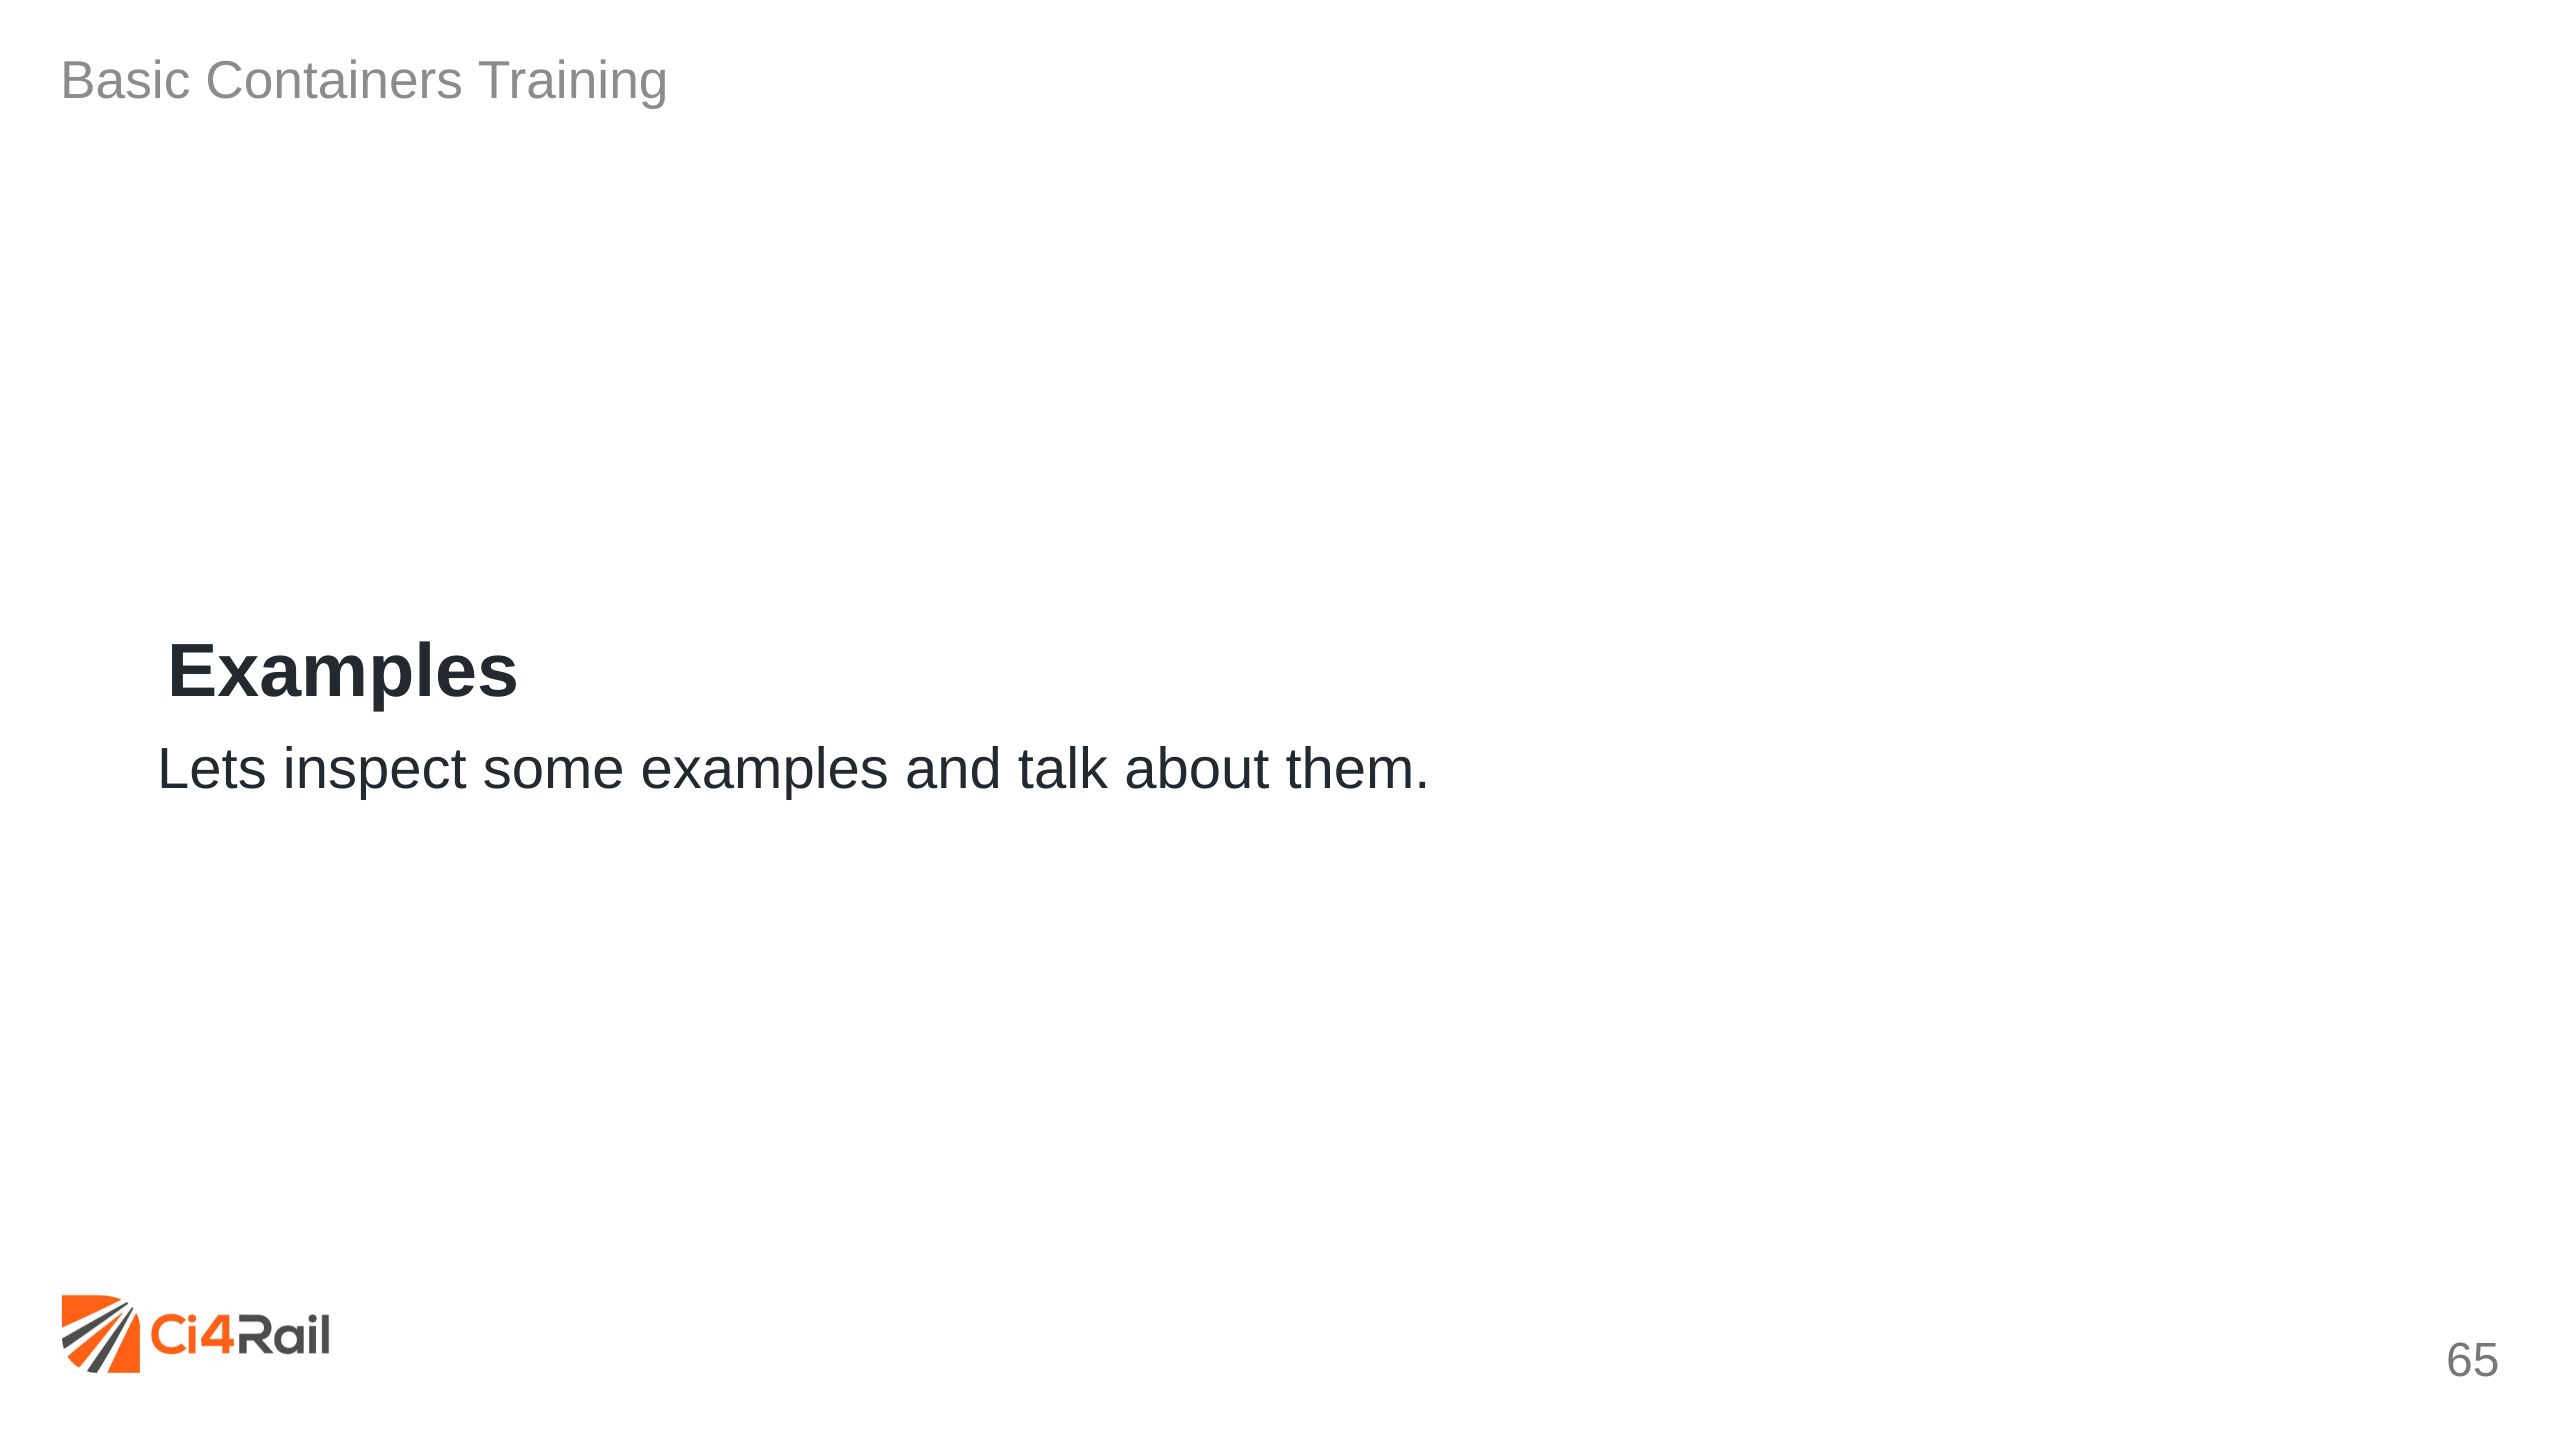 Basic Containers Training
Examples
Lets inspect some examples and talk about them.
Ci4Rail
65